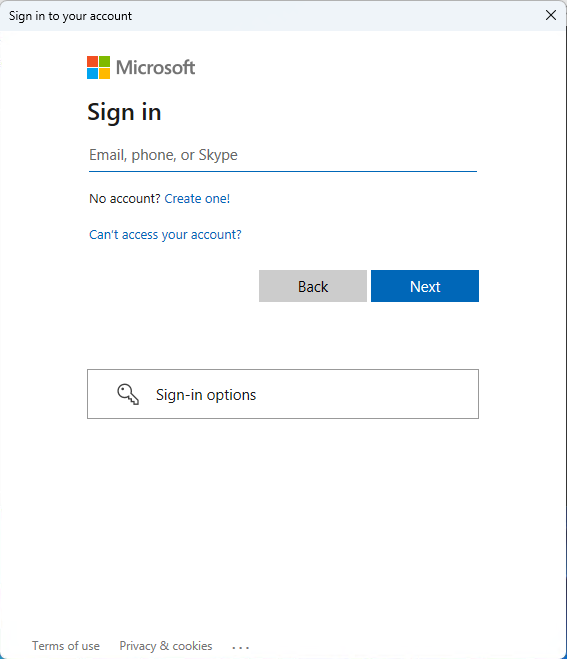 Sign in to your account
Microsoft
Sign in
Email, phone, or Skype
No account? Create one!
Can't access your account?
Back Next
Sign-in options
Terms of use Privacy & cookies ...